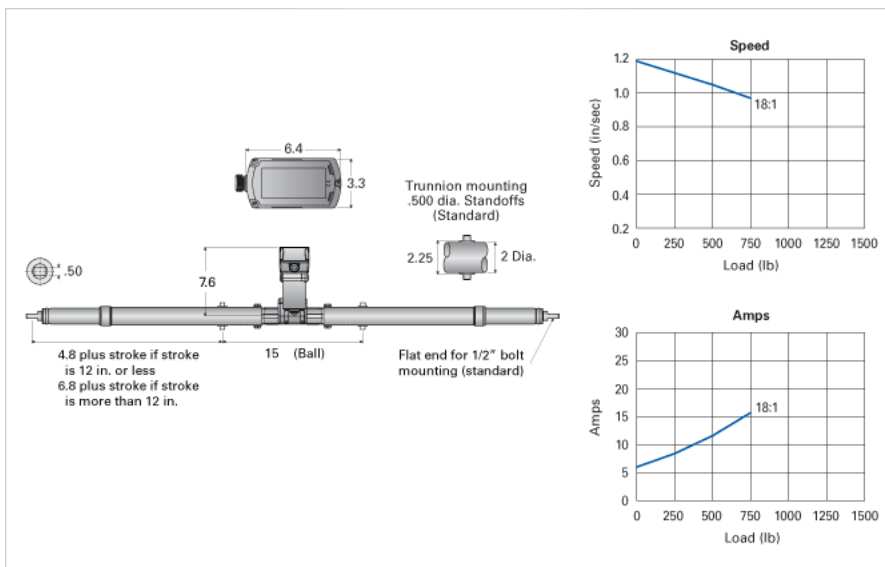 6.4
3.3
Trunnion mounting
.500 dia. Standoffs
(Standard)
2.25
2 Dia.
.50
7.6
4.8 plus stroke if stroke
is 12 in. or less
6.8 plus stroke if stroke
is more than 12 in.
15 (Ball)
Flat end for 1/2" bolt
mounting (standard)
Speed
Speed (in/sec)
1.2
1.0
0.8
0.6
0.4
0.2
18:1
0 250 500 750 1000 1250 1500
Load (lb)
Amps
Amps
30
25
20
15
10
5
0
18:1
0 250 500 750 1000 1250 1500
Load (lb)